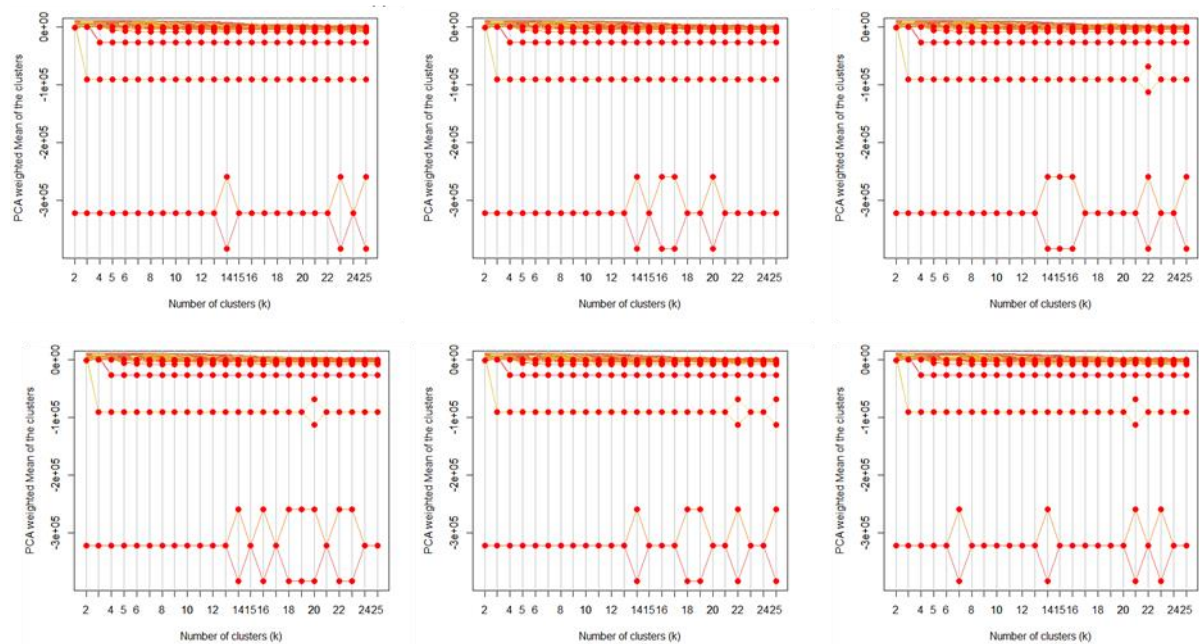 PCA weighted Mean of the clusters
0e+00
-1e+05
-2e+05
-3e+05
2 4 5 6 8 10 12 1415 16 18 20 22 2425
Number of clusters (k)
PCA weighted Mean of the clusters
0e+00
-1e+05
-2e+05
-3e+05
2 4 5 6 8 10 12 1415 16 18 20 22 2425
Number of clusters (k)
PCA weighted Mean of the clusters
0e+00
-1e+05
-2e+05
-3e+05
2 4 5 6 8 10 12 1415 16 18 20 22 2425
Number of clusters (k)
PCA weighted Mean of the clusters
0e+00
-1e+05
-2e+05
-3e+05
2 4 5 6 8 10 12 1415 16 18 20 22 2425
Number of clusters (k)
PCA weighted Mean of the clusters
0e+00
-1e+05
-2e+05
-3e+05
2 4 5 6 8 10 12 1415 16 18 20 22 2425
Number of clusters (k)
PCA weighted Mean of the clusters
0e+00
-1e+05
-2e+05
-3e+05
2 4 5 6 8 10 12 1415 16 18 20 22 2425
Number of clusters (k)